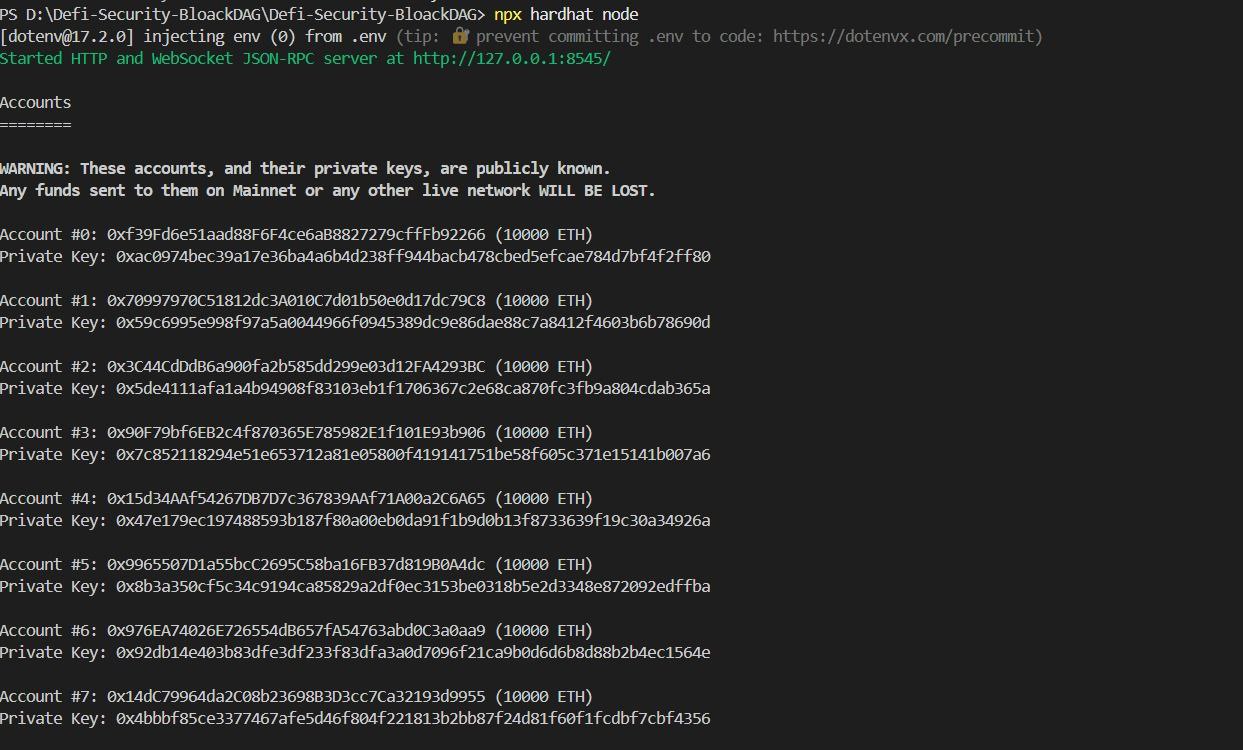 PS D:\Defi-Security-BloackDAG\Defi-Security-BloackDAG> npx hardhat node
[dotenv@17.2.0] injecting env (0) from .env (tip: 🔐 prevent committing .env to code: https://dotenvx.com/precommit)
Started HTTP and WebSocket JSON-RPC server at http://127.0.0.1:8545/
Accounts
========
WARNING: These accounts, and their private keys, are publicly known.
Any funds sent to them on Mainnet or any other live network WILL BE LOST.
Account #0: 0xf39Fd6e51aad88F6F4ce6aB8827279cffFb92266 (10000 ETH)
Private Key: 0xac0974bec39a17e36ba4a6b4d238ff944bacb478cbed5efcae784d7bf4f2ff80
Account #1: 0x70997970C51812dc3A010C7d01b50e0d17dc79C8 (10000 ETH)
Private Key: 0x59c6995e998f97a5a0044966f0945389dc9e86dae88c7a8412f4603b6b78690d
Account #2: 0x3C44CdDdB6a900fa2b585dd299e03d12FA4293BC (10000 ETH)
Private Key: 0x5de4111afa1a4b94908f83103eb1f1706367c2e68ca870fc3fb9a804cdab365a
Account #3: 0x90F79bf6EB2c4f870365E785982E1f101E93b906 (10000 ETH)
Private Key: 0x7c852118294e51e653712a81e05800f419141751be58f605c371e15141b007a6
Account #4: 0x15d34AAf54267DB7D7c367839AAf71A00a2C6A65 (10000 ETH)
Private Key: 0x47e179ec197488593b187f80a00eb0da91f1b9d0b13f8733639f19c30a34926a
Account #5: 0x9965507D1a55bcC2695C58ba16FB37d819B0A4dc (10000 ETH)
Private Key: 0x8b3a350cf5c34c9194ca85829a2df0ec3153be0318b5e2d3348e872092edffba
Account #6: 0x976EA74026E726554dB657fA54763abd0C3a0aa9 (10000 ETH)
Private Key: 0x92db14e403b83dfe3df233f83dfa3a0d7096f21ca9b0d6d6b8d88b2b4ec1564e
Account #7: 0x14dC79964da2C08b23698B3D3cc7Ca32193d9955 (10000 ETH)
Private Key: 0x4bbbf85ce3377467afe5d46f804f221813b2bb87f24d81f60f1fcdbf7cbf4356